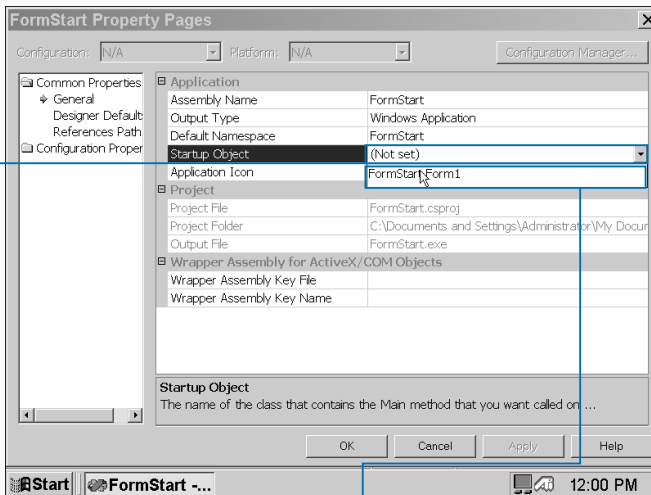 FormStart Property Pages
Configuration: N/A Platform: N/A Configuration Manager...
Common Properties
General
Designer Default
References Path
Configuration Proper
Application
Assembly Name FormStart
Output Type Windows Application
Default Namespace FormStart
Startup Object (Not set)
Application Icon FormStart.Form1
Project
Project File FormStart.csproj
Project Folder C:\Documents and Settings\Administrator\My Docur
Output File FormStart.exe
Wrapper Assembly for ActiveX/COM Objects
Wrapper Assembly Key File
Wrapper Assembly Key Name
Startup Object
The name of the class that contains the Main method that you want called on ...
OK Cancel Apply Help
Start FormStart -... 12:00 PM